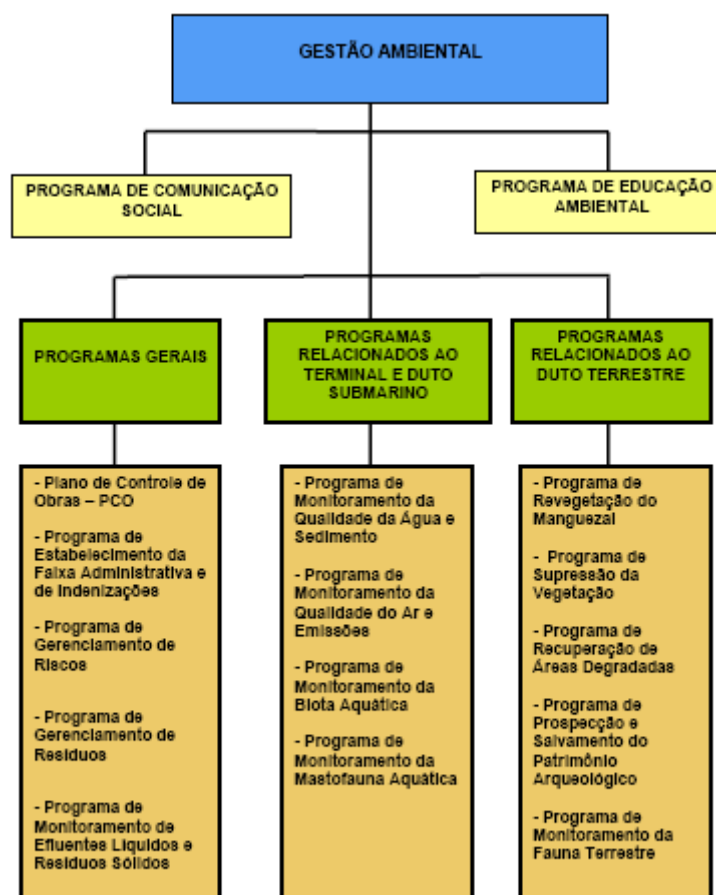 GESTÃO AMBIENTAL
PROGRAMA DE COMUNICAÇÃO
SOCIAL
PROGRAMA DE EDUCAÇÃO
AMBIENTAL
PROGRAMAS GERAIS
PROGRAMAS
RELACIONADOS AO
TERMINAL E DUTO
SUBMARINO
PROGRAMAS
RELACIONADOS AO
DUTO TERRESTRE
- Plano de Controle de
Obras – PCO
- Programa de
Estabelecimento da
Faixa Administrativa e
de Indenizações
- Programa de
Gerenciamento de
Riscos
- Programa de
Gerenciamento de
Resíduos
- Programa de
Monitoramento de
Efluentes Líquidos e
Resíduos Sólidos
- Programa de
Monitoramento da
Qualidade da Água e
Sedimento
- Programa de
Monitoramento da
Qualidade do Ar e
Emissões
- Programa de
Monitoramento da
Biota Aquática
- Programa de
Monitoramento da
Mastofauna Aquática
- Programa de
Revegetação do
Manguezal
- Programa de
Supressão da
Vegetação
- Programa de
Recuperação de
Áreas Degradadas
- Programa de
Prospecção e
Salvamento do
Patrimônio
Arqueológico
- Programa de
Monitoramento da
Fauna Terrestre